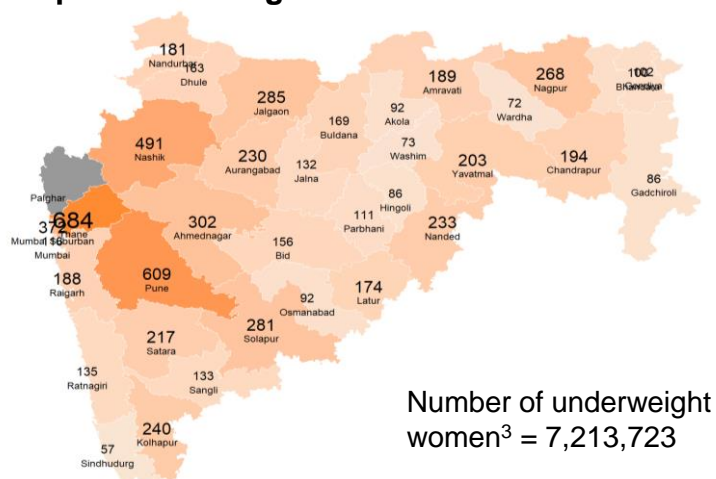 181
Nandurbar
163
Dhule
285
Jalgaon
189
Amravati
268
Nagpur
102
92
Akola
72
Wardha
169
Buldana
491
Nashik
73
Washim
230
Aurangabad
132
Jalna
203
Yavatmal
194
Chandrapur
86
Gadchiroli
Palghar
684
Thane
Mumbai Suburban
Mumbai
86
Hingoli
302
Ahmednagar
111
Parbhani
233
Nanded
156
Bid
188
Raigarh
609
Pune
92
Osmanabad
174
Latur
281
Solapur
217
Satara
135
Ratnagiri
133
Sangli
240
Kolhapur
57
Sindhudurg
Number of underweight
women³ = 7,213,723